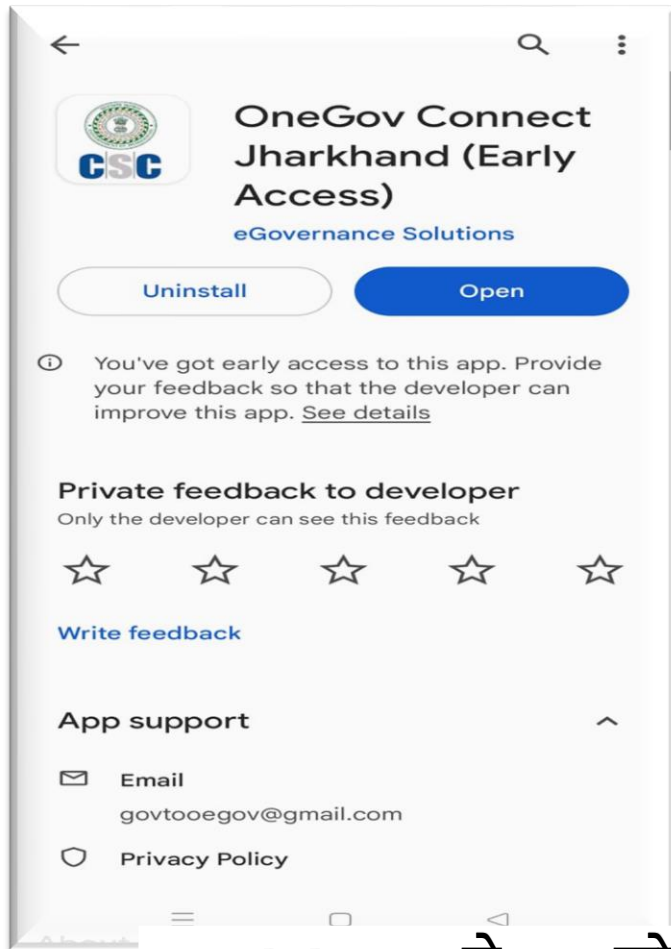 CSC
OneGov Connect
Jharkhand (Early
Access)
eGovernance Solutions
Uninstall
Open
You've got early access to this app. Provide
your feedback so that the developer can
improve this app. See details
Private feedback to developer
Only the developer can see this feedback
Write feedback
App support
Email
govtooegov@gmail.com
Privacy Policy
About